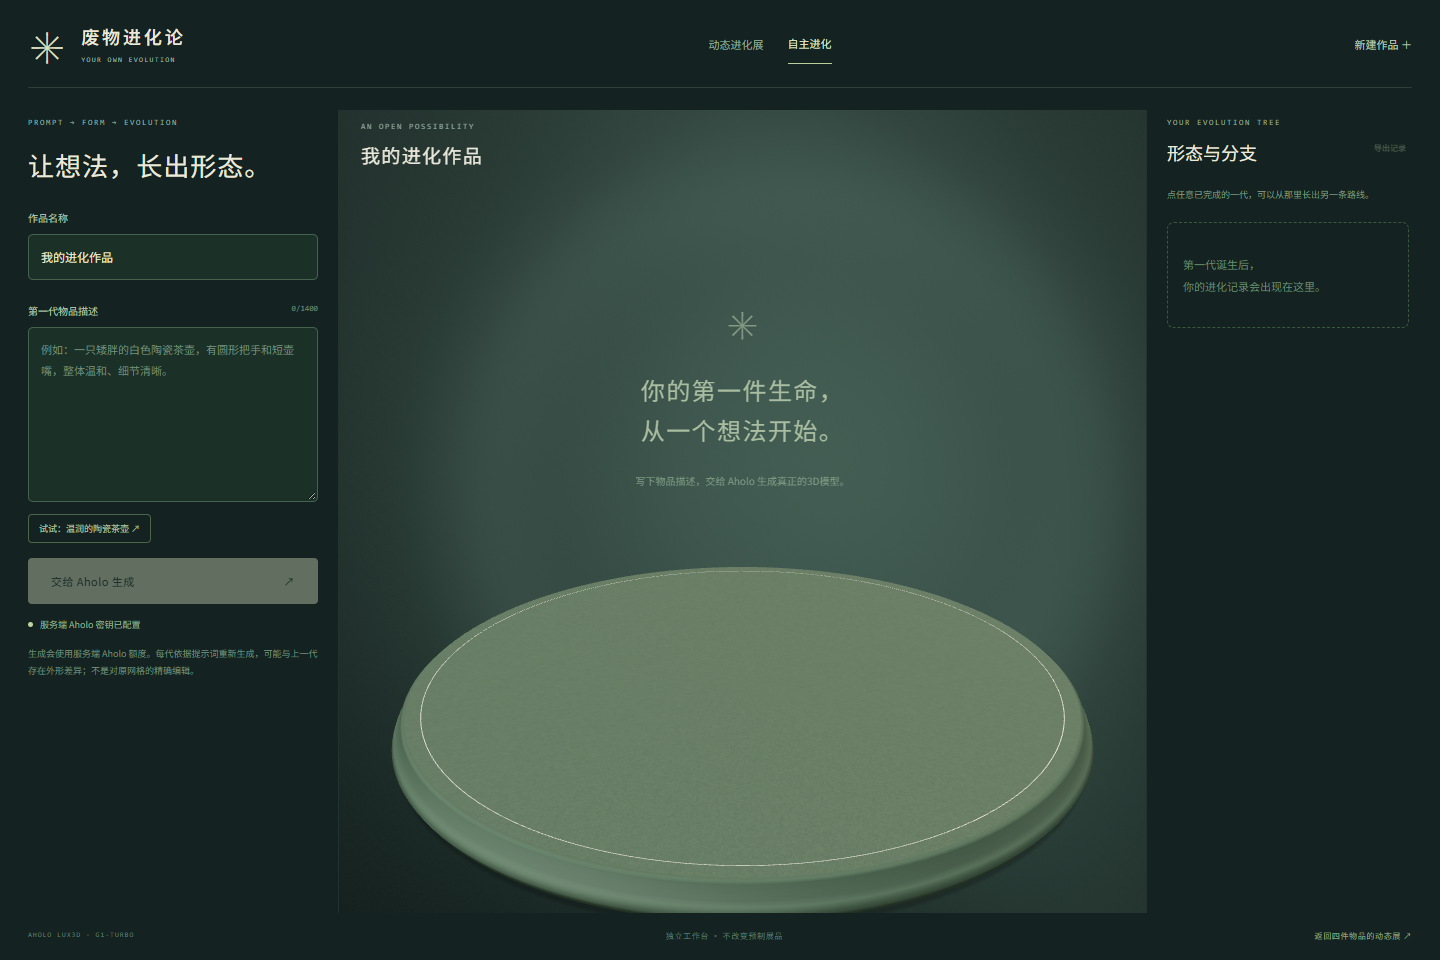 废物进化论
YOUR OWN EVOLUTION
动态进化展
自主进化
新建作品 +
PROMPT → FORM → EVOLUTION
让想法，长出形态。
作品名称
我的进化作品
第一代物品描述
0/1400
例如：一只矮胖的白色陶瓷茶壶，有圆形把手和短壶
嘴，整体温和、细节清晰。
试试：温润的陶瓷茶壶 ↗
交给 Aholo 生成 ↗
服务端 Aholo 密钥已配置
生成会使用服务端 Aholo 额度。每代依据提示词重新生成，可能与上一代
存在外形差异；不是对原网格的精确编辑。
AN OPEN POSSIBILITY
我的进化作品
你的第一件生命，
从一个想法开始。
写下物品描述，交给 Aholo 生成真正的3D模型。
YOUR EVOLUTION TREE
形态与分支
导出记录
点任意已完成的一代，可以从那里长出另一条路线。
第一代诞生后，
你的进化记录会出现在这里。
AHOLO LUX3D · G1-TURBO
独立工作台 · 不改变预制展品
返回四件物品的动态展 ↗